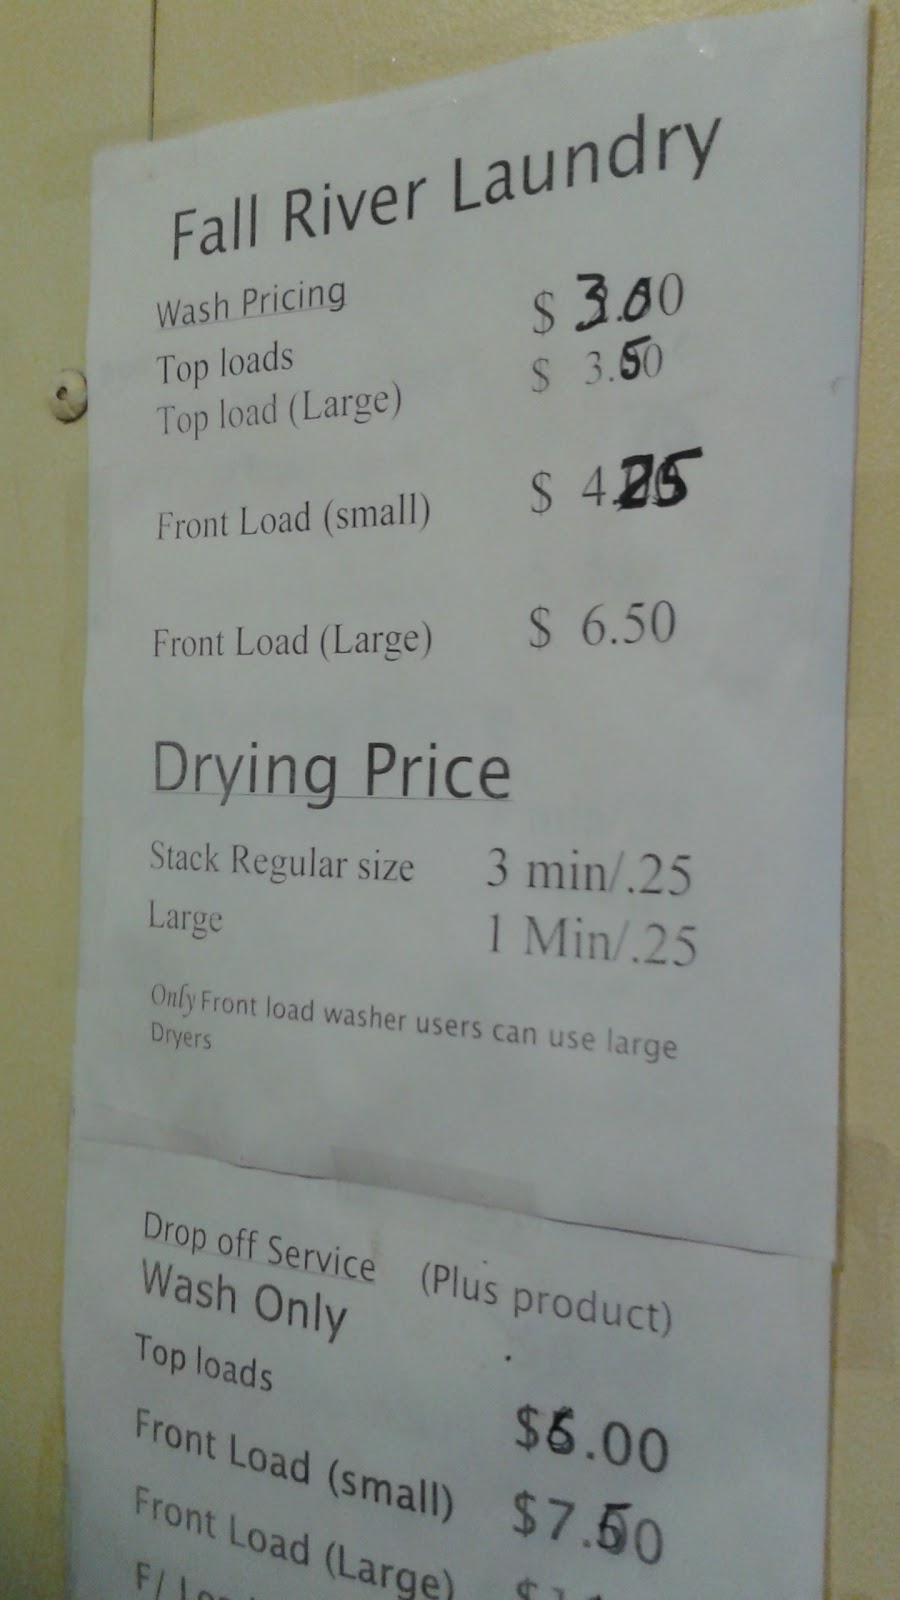 Fall River Laundry
Wash Pricing
Top loads $ 3.00
Top load (Large) $ 3.50
Front Load (small) $ 4.25
Front Load (Large) $ 6.50
Drying Price
Stack Regular size 3 min/.25
Large 1 Min/.25
Only Front load washer users can use large
Dryers
Drop off Service (Plus product)
Wash Only
Top loads $6.00
Front Load (small) $7.50
Front Load (Large)